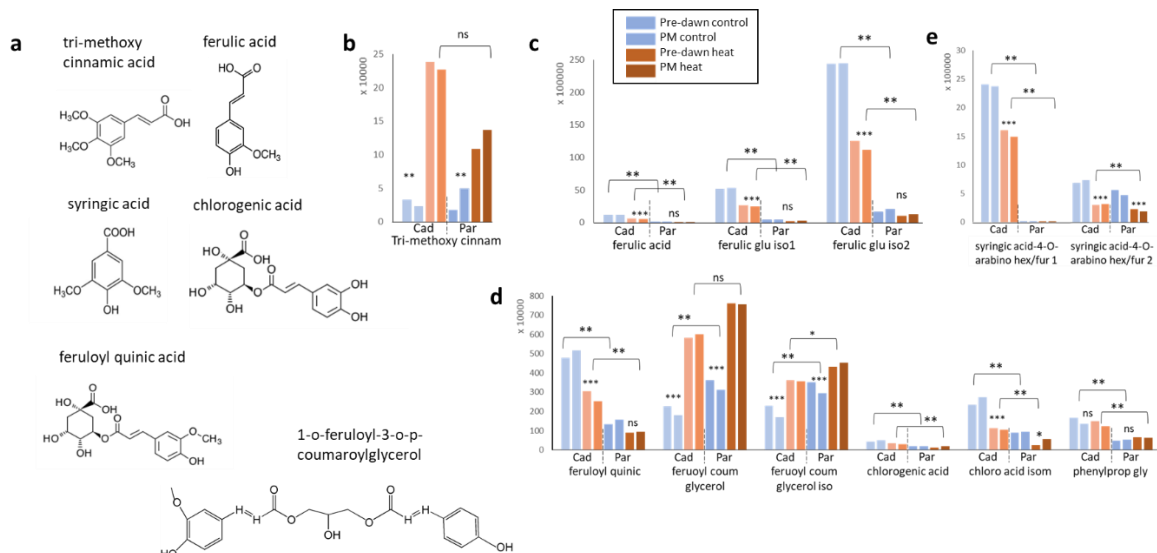 a
tri-methoxy
cinnamic acid
ferulic acid
O
OH
CH₃O
CH₃O
OCH₃
O
OH
OCH₃
OH
syringic acid
chlorogenic acid
COOH
OCH₃
OCH₃
OH
HO
O
OH
HO
OH
O
O
OH
OH
feruloyl quinic acid
HO
O
OH
HO
OH
O
O
O
CH₃
OH
1-o-feruloyl-3-o-p-
coumaroylglycerol
O
HO
H
H
O
O
OH
O
O
H
H
OH
b
x 10000
25
20
15
10
5
0
ns
**
**
Cad
Par
Tri-methoxy cinnam
c
Pre-dawn control
PM control
Pre-dawn heat
PM heat
x 100000
250
200
150
100
50
0
**
**
***
ns
**
**
***
ns
**
**
***
ns
Cad
Par
Cad
Par
Cad
Par
ferulic acid
ferulic glu iso1
ferulic glu iso2
e
x 100000
30
25
20
15
10
5
0
**
**
***
**
***
***
Cad
Par
Cad
Par
syringic acid-4-O-
arabino hex/fur 1
syringic acid-4-O-
arabino hex/fur 2
d
x 10000
800
700
600
500
400
300
200
100
0
**
**
***
ns
ns
**
***
***
*
**
***
***
**
**
**
**
***
*
**
**
ns
ns
Cad
Par
Cad
Par
Cad
Par
Cad
Par
Cad
Par
Cad
Par
feruloyl quinic
feruoyl coum
glycerol
feruoyl coum
glycerol iso
chlorogenic acid
chloro acid isom
phenylprop gly